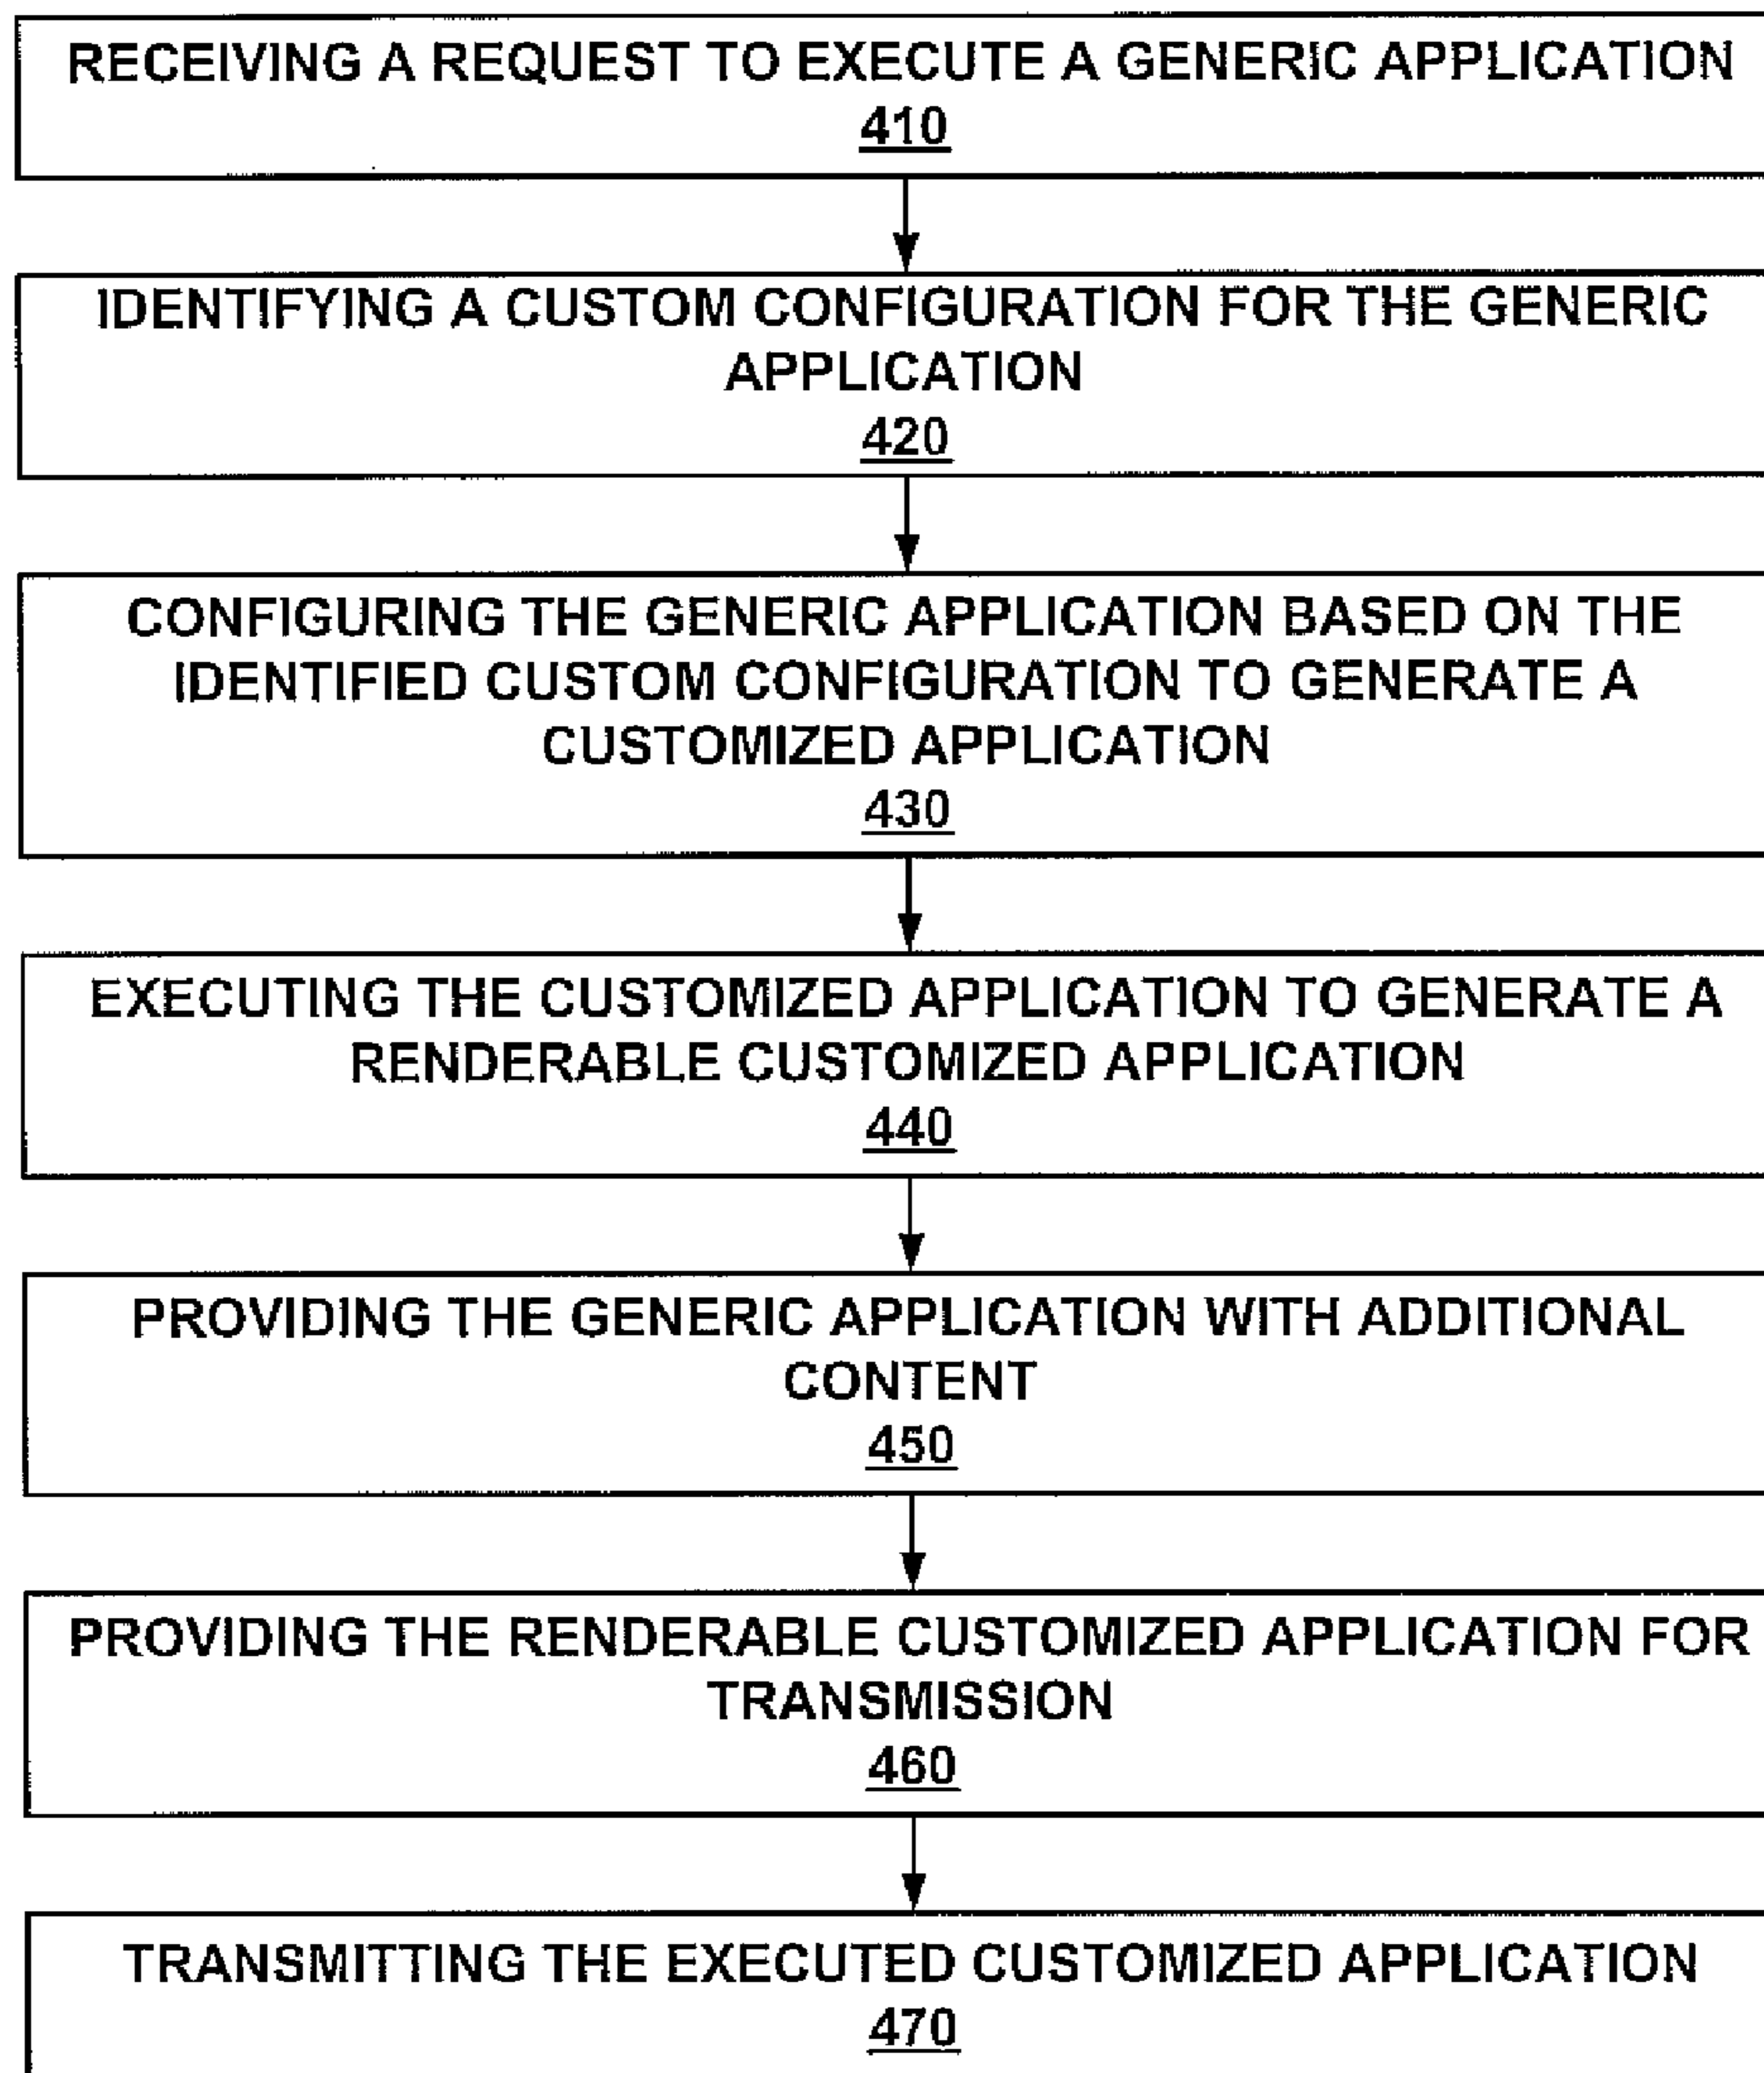 RECEIVING A REQUEST TO EXECUTE A GENERIC APPLICATION
410
IDENTIFYING A CUSTOM CONFIGURATION FOR THE GENERIC
APPLICATION
420
CONFIGURING THE GENERIC APPLICATION BASED ON THE
IDENTIFIED CUSTOM CONFIGURATION TO GENERATE A
CUSTOMIZED APPLICATION
430
EXECUTING THE CUSTOMIZED APPLICATION TO GENERATE A
RENDERABLE CUSTOMIZED APPLICATION
440
PROVIDING THE GENERIC APPLICATION WITH ADDITIONAL
CONTENT
450
PROVIDING THE RENDERABLE CUSTOMIZED APPLICATION FOR
TRANSMISSION
460
TRANSMITTING THE EXECUTED CUSTOMIZED APPLICATION
470